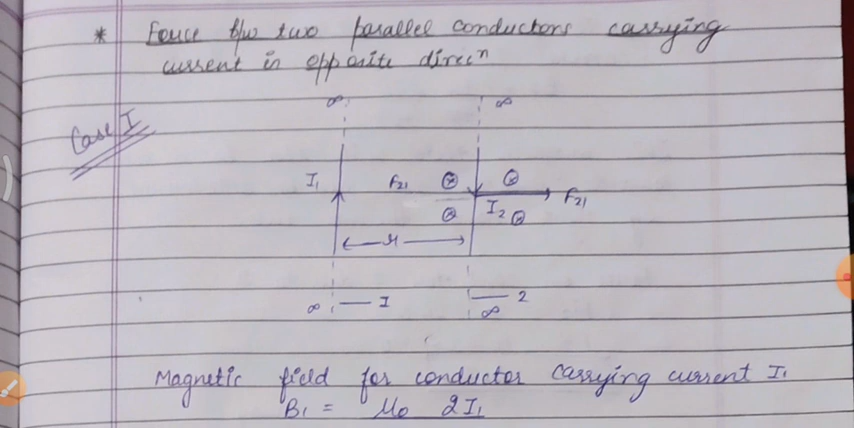 * Force b/w two parallel conductors carrying
current in opposite direcⁿ
Case I
∞ ∞
I₁ F₂₁ ⊗ ⊗ F₂₁
⊗ I₂ ⊗
r
∞ — I — 2
∞
Magnetic field for conductor carrying current I₁
B₁ = μ₀ 2I₁